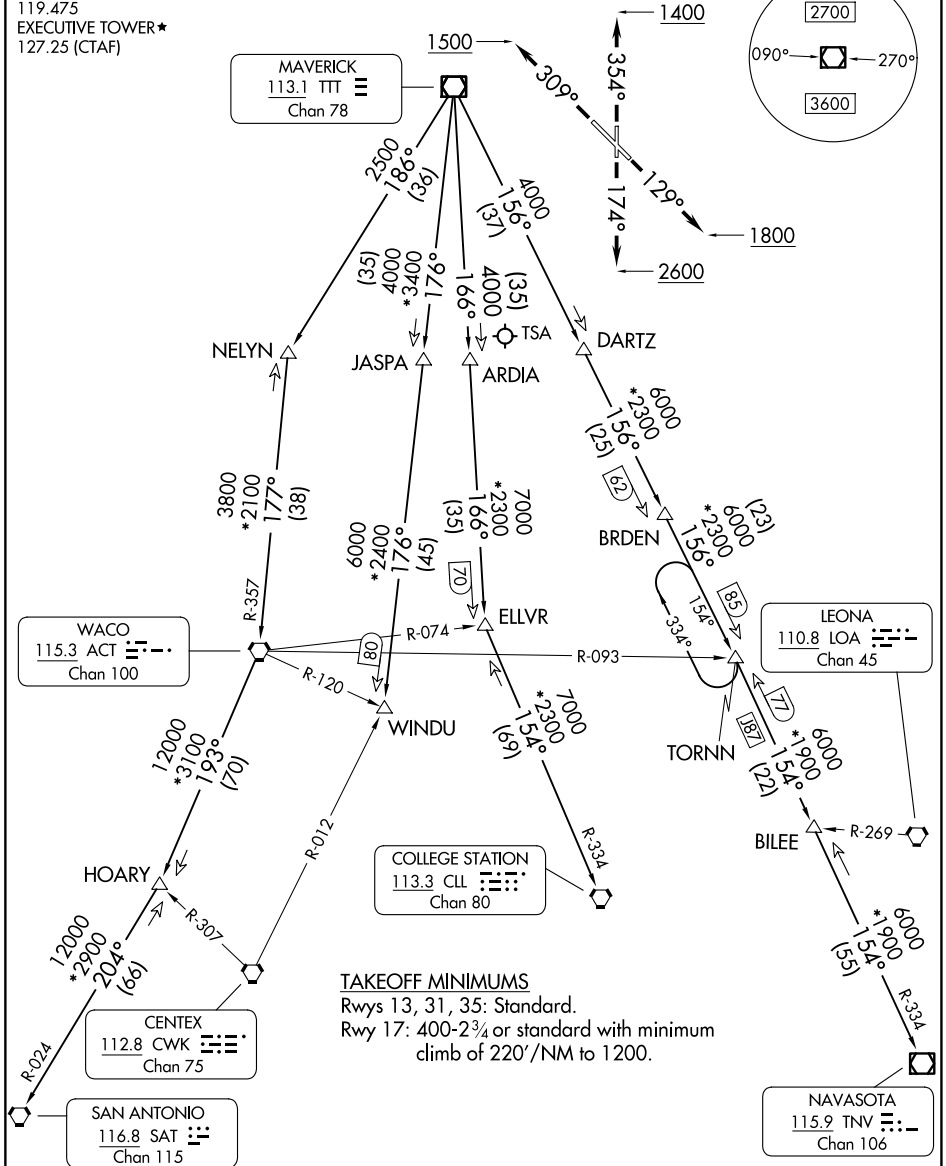 119.475
EXECUTIVE TOWER★
127.25 (CTAF)
MAVERICK
113.1 TTT
Chan 78
1500
1400
309°
354°
174°
129°
1800
2600
2700
090°
270°
3600
2500
186°
(36)
(35)
4000
*3400
176°
(35)
4000
166°
4000
156°
(37)
TSA
NELYN
JASPA
ARDIA
DARTZ
3800
*2100
177°
(38)
6000
*2400
176°
(45)
7000
*2300
166°
(35)
6000
*2300
156°
(25)
62
BRDEN
(23)
6000
*2300
156°
70
ELLVR
154°
334°
85
R-357
WACO
115.3 ACT
Chan 100
R-074
R-093
R-120
80
WINDU
LEONA
110.8 LOA
Chan 45
TORNN
77
J87
6000
*1900
154°
(22)
7000
*2300
154°
(69)
12000
*3100
193°
(70)
R-012
BILEE
R-269
HOARY
R-307
COLLEGE STATION
113.3 CLL
Chan 80
R-334
6000
*1900
154°
(55)
R-334
12000
*2900
204°
(66)
R-024
CENTEX
112.8 CWK
Chan 75
TAKEOFF MINIMUMS
Rwys 13, 31, 35: Standard.
Rwy 17: 400-2¾ or standard with minimum
climb of 220'/NM to 1200.
SAN ANTONIO
116.8 SAT
Chan 115
NAVASOTA
115.9 TNV
Chan 106